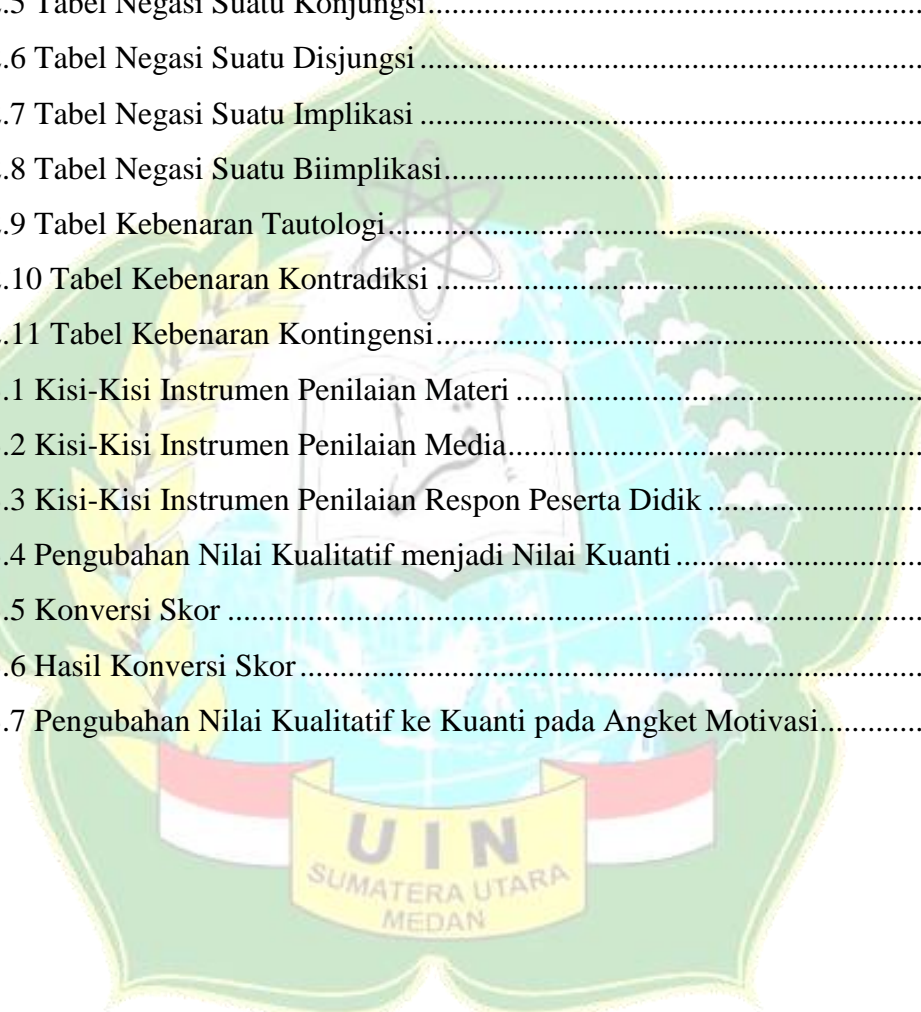 .5 Tabel Negasi Suatu Konjungsi.....................................................
.6 Tabel Negasi Suatu Disjungsi.....................................................
.7 Tabel Negasi Suatu Implikasi.....................................................
.8 Tabel Negasi Suatu Biimplikasi..................................................
.9 Tabel Kebenaran Tautologi........................................................
.10 Tabel Kebenaran Kontradiksi...................................................
.11 Tabel Kebenaran Kontingensi..................................................
.1 Kisi-Kisi Instrumen Penilaian Materi..........................................
.2 Kisi-Kisi Instrumen Penilaian Media..........................................
.3 Kisi-Kisi Instrumen Penilaian Respon Peserta Didik......................
.4 Pengubahan Nilai Kualitatif menjadi Nilai Kuanti.........................
.5 Konversi Skor..........................................................................
.6 Hasil Konversi Skor.................................................................
.7 Pengubahan Nilai Kualitatif ke Kuanti pada Angket Motivasi.............
UIN
SUMATERA UTARA
MEDAN